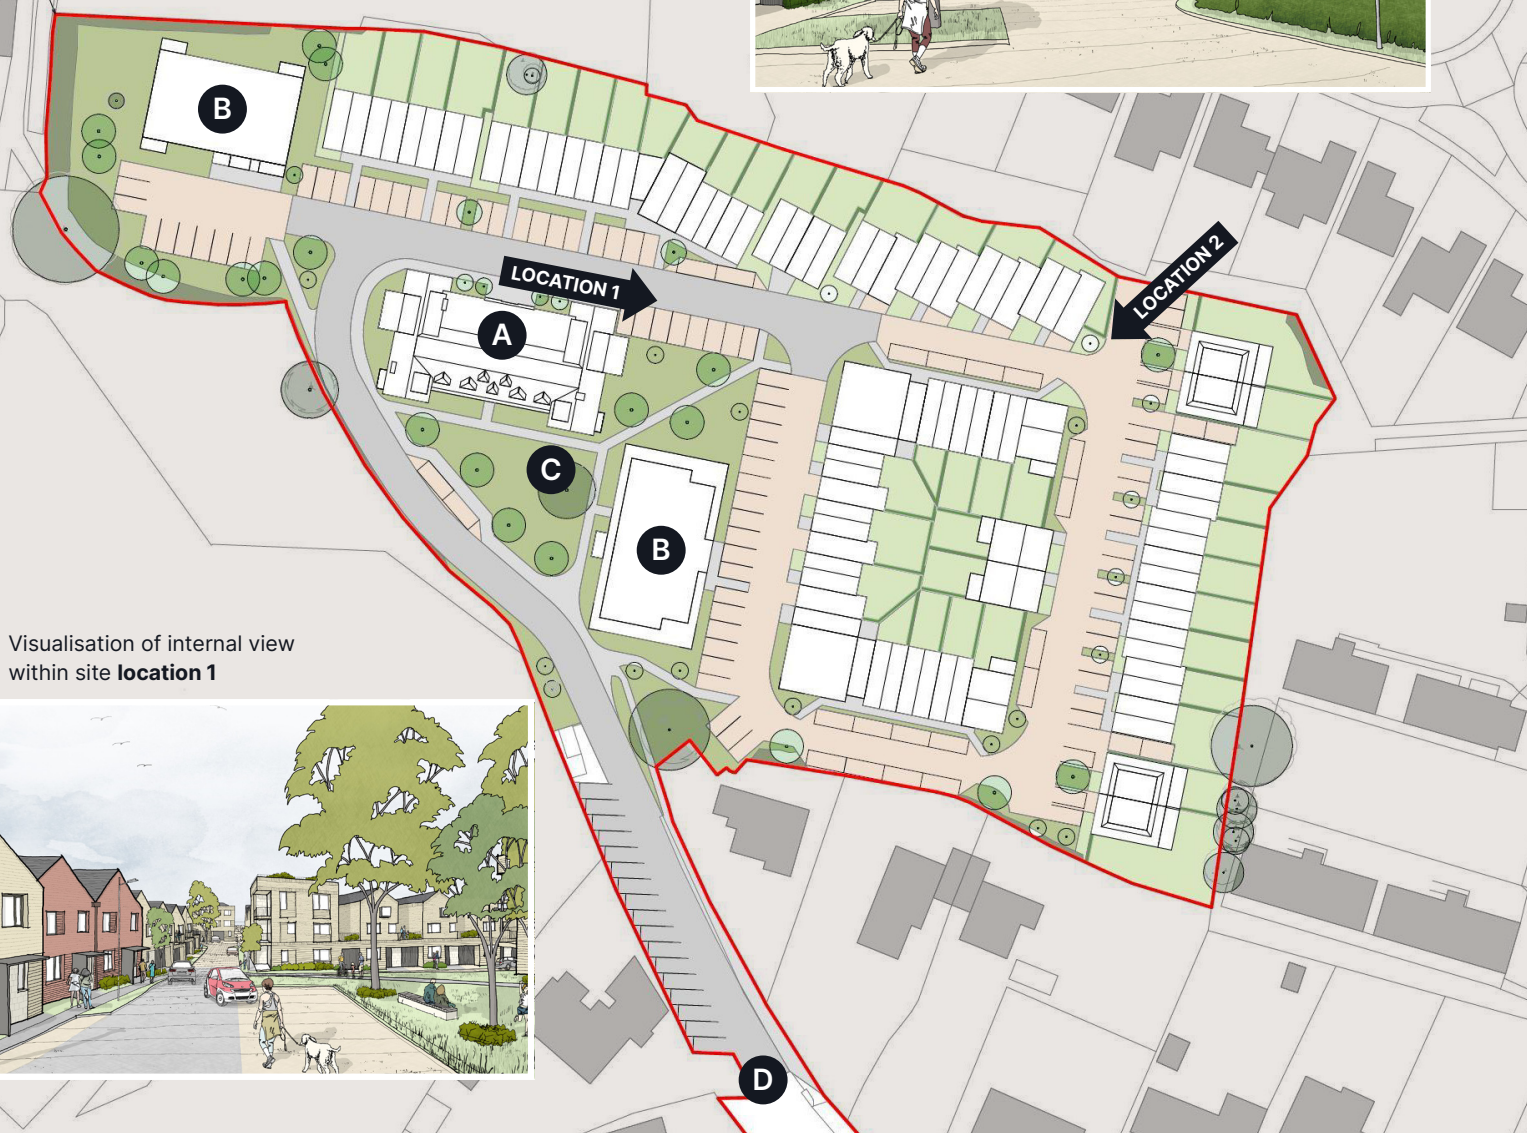 B
LOCATION 2
LOCATION 1
A
C
B
Visualisation of internal view
within site location 1
D